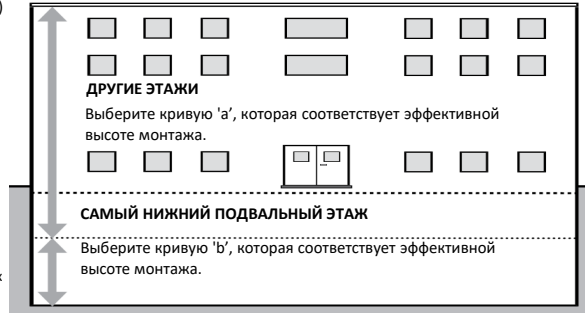 )
ДРУГИЕ ЭТАЖИ
Выберите кривую 'a', которая соответствует эффективной
высоте монтажа.
САМЫЙ НИЖНИЙ ПОДВАЛЬНЫЙ ЭТАЖ
Выберите кривую 'b', которая соответствует эффективной
высоте монтажа.